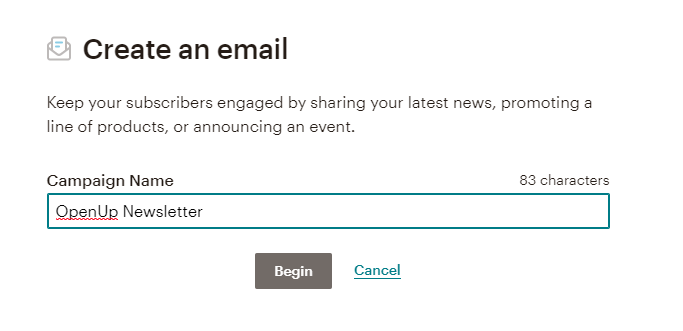 Create an email
Keep your subscribers engaged by sharing your latest news, promoting a
line of products, or announcing an event.
Campaign Name 83 characters
OpenUp Newsletter
Begin Cancel